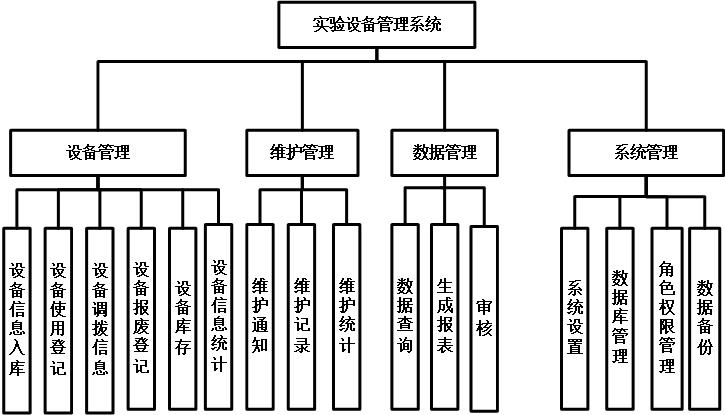 实验设备管理系统
设备管理
维护管理
数据管理
系统管理
设备信息入库
设备使用登记
设备调拨信息
设备报废登记
设备库存
设备信息统计
维护通知
维护记录
维护统计
数据查询
生成报表
审核
系统设置
数据库管理
角色权限管理
数据备份